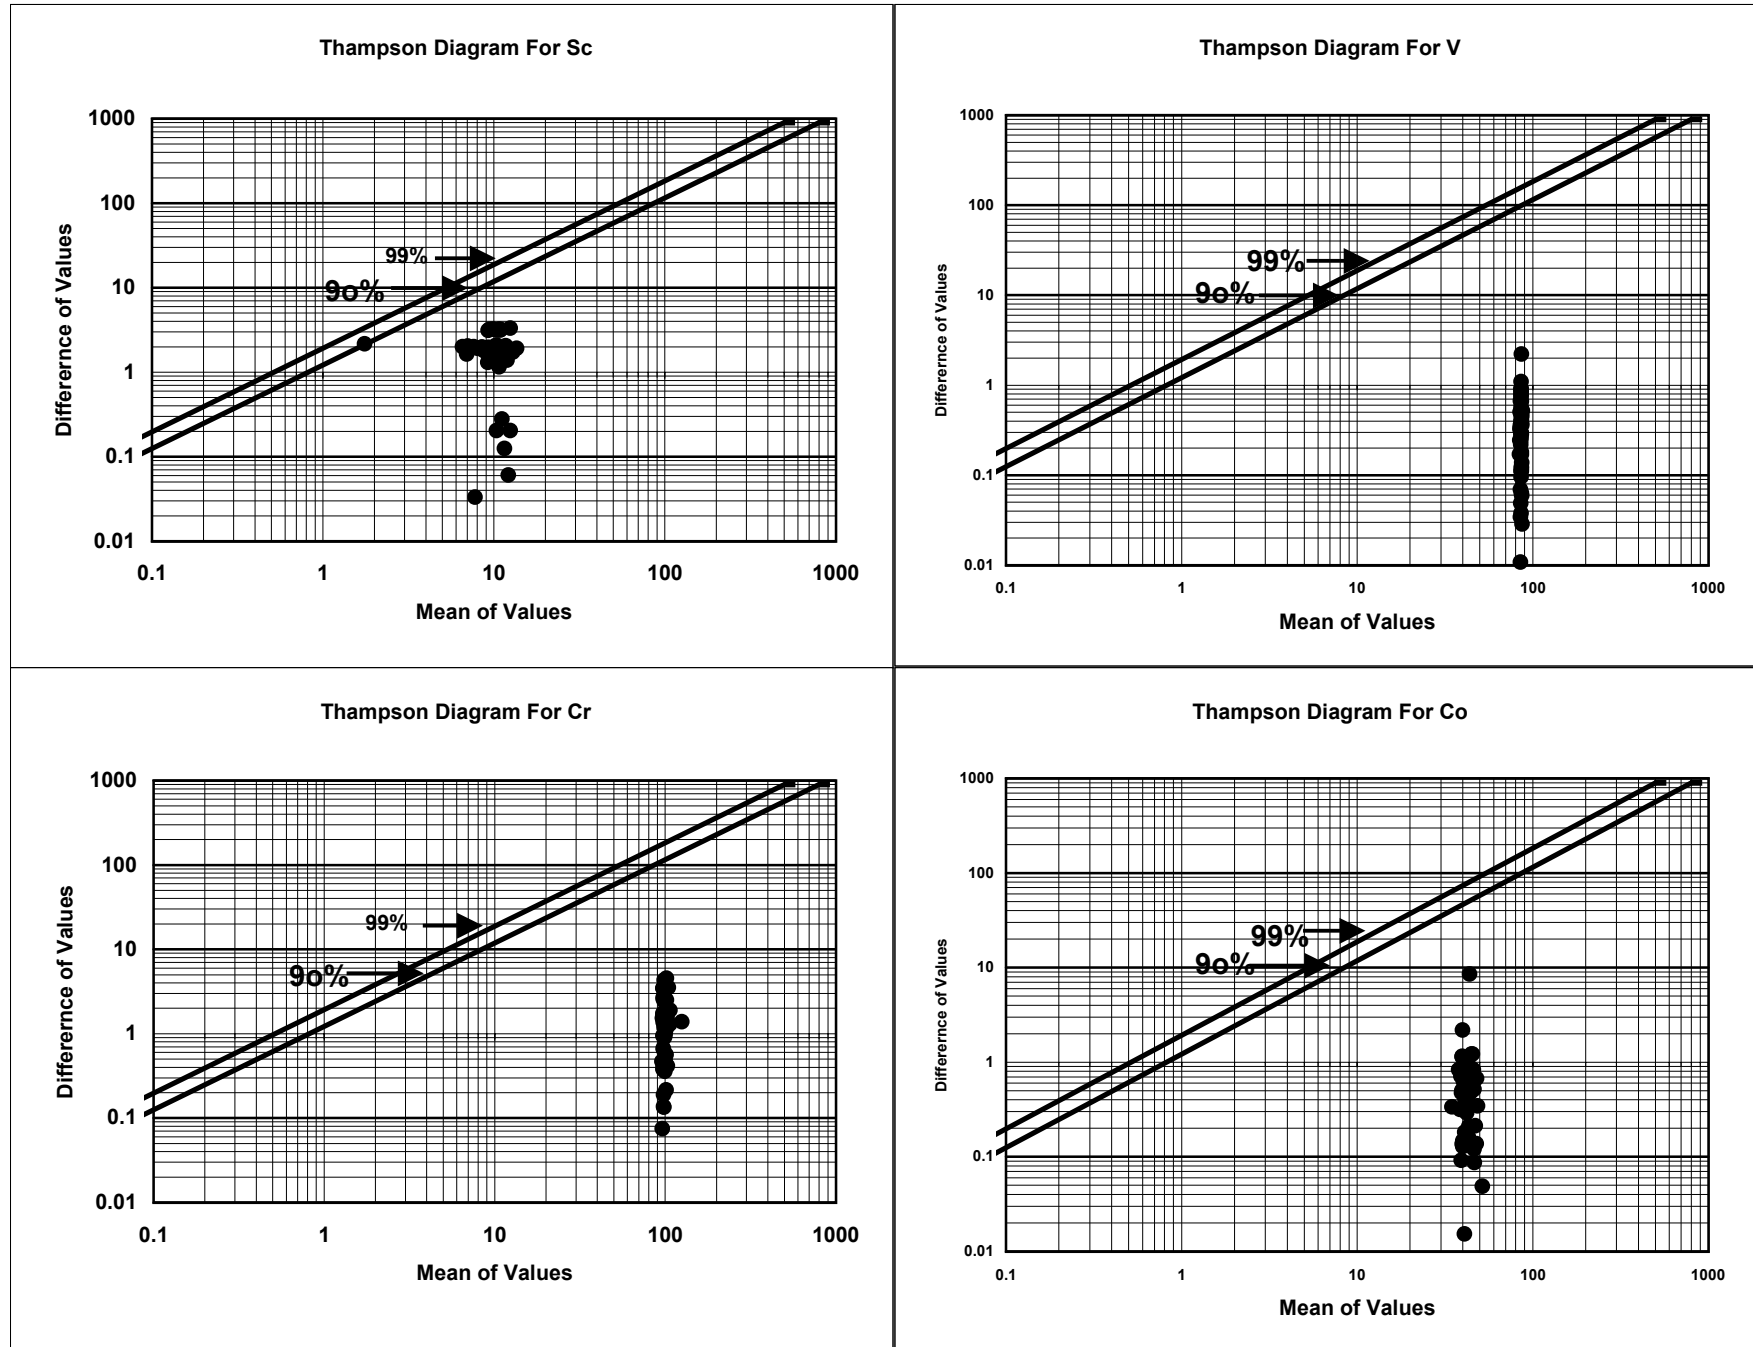 Thampson Diagram For Sc
1000
100
10
1
0.1
0.01
99%
9o%
0.1 1 10 100 1000
Mean of Values
Differernce of Values
Thampson Diagram For V
1000
100
10
1
0.1
0.01
99%
9o%
0.1 1 10 100 1000
Mean of Values
Differernce of Values
Thampson Diagram For Cr
1000
100
10
1
0.1
0.01
99%
9o%
0.1 1 10 100 1000
Mean of Values
Differernce of Values
Thampson Diagram For Co
1000
100
10
1
0.1
0.01
99%
9o%
0.1 1 10 100 1000
Mean of Values
Differernce of Values